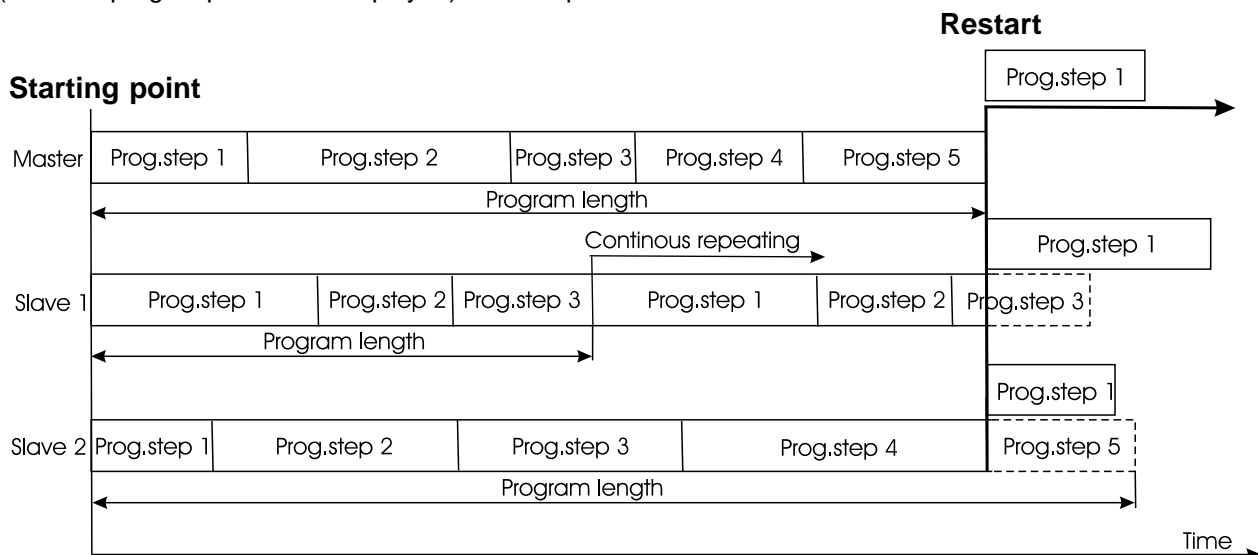 Restart
Prog.step 1
Starting point
Master Prog.step 1 Prog.step 2 Prog.step 3 Prog.step 4 Prog.step 5
Program length
Continous repeating
Prog.step 1
Slave 1 Prog.step 1 Prog.step 2 Prog.step 3 Prog.step 1 Prog.step 2 Prog.step 3
Program length
Prog.step 1
Slave 2 Prog.step 1 Prog.step 2 Prog.step 3 Prog.step 4 Prog.step 5
Program length
Time